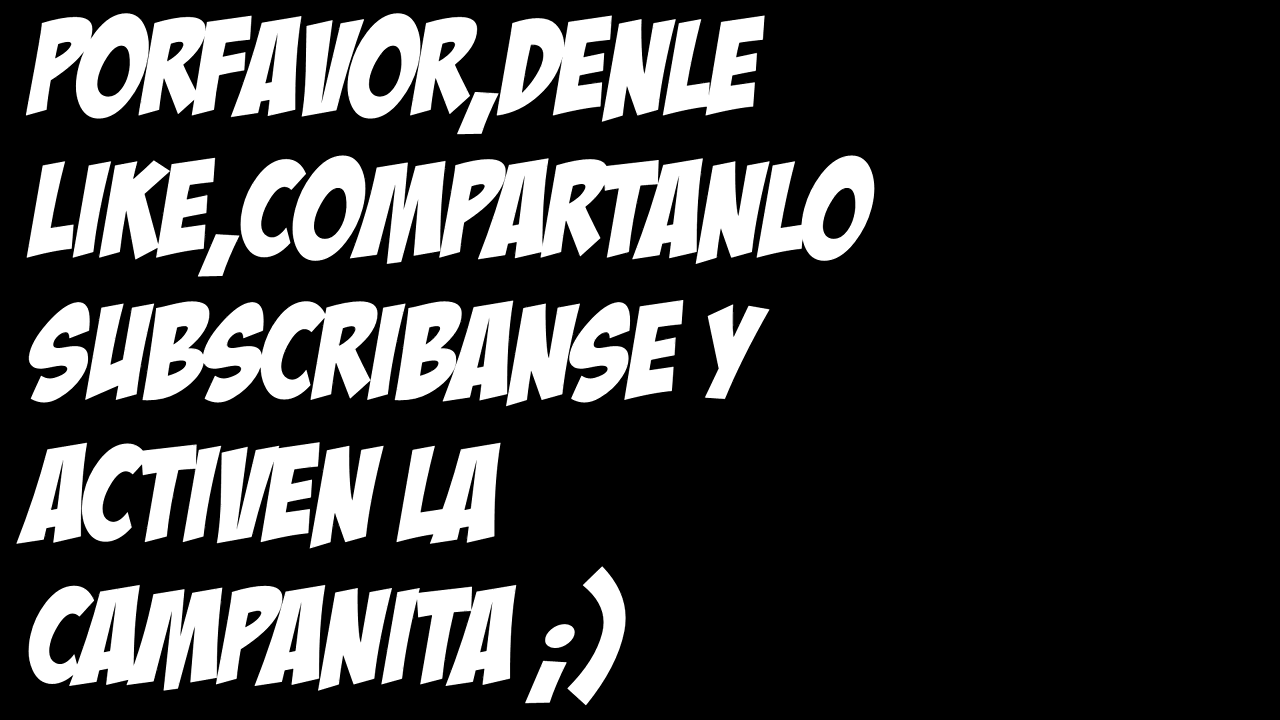 PORFAVOR,DENLE
LIKE,COMPARTANLO
SUBSCRIBANSE Y
ACTIVEN LA
CAMPANITA ;)